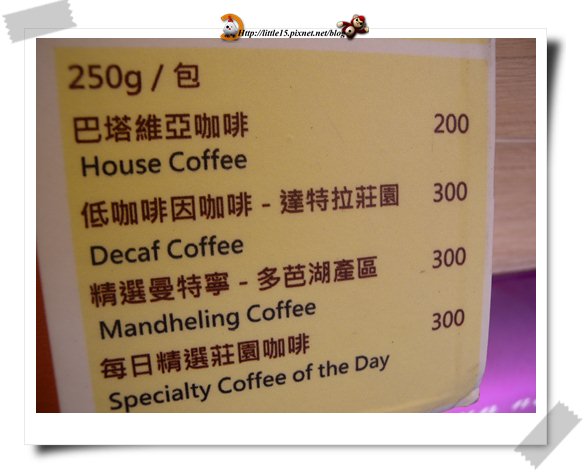 Http://little15.pixnet.net/blog
250g / 包
巴塔維亞咖啡 200
House Coffee
低咖啡因咖啡 - 達特拉莊園 300
Decaf Coffee
精選曼特寧 - 多芭湖產區 300
Mandheling Coffee
每日精選莊園咖啡 300
Specialty Coffee of the Day